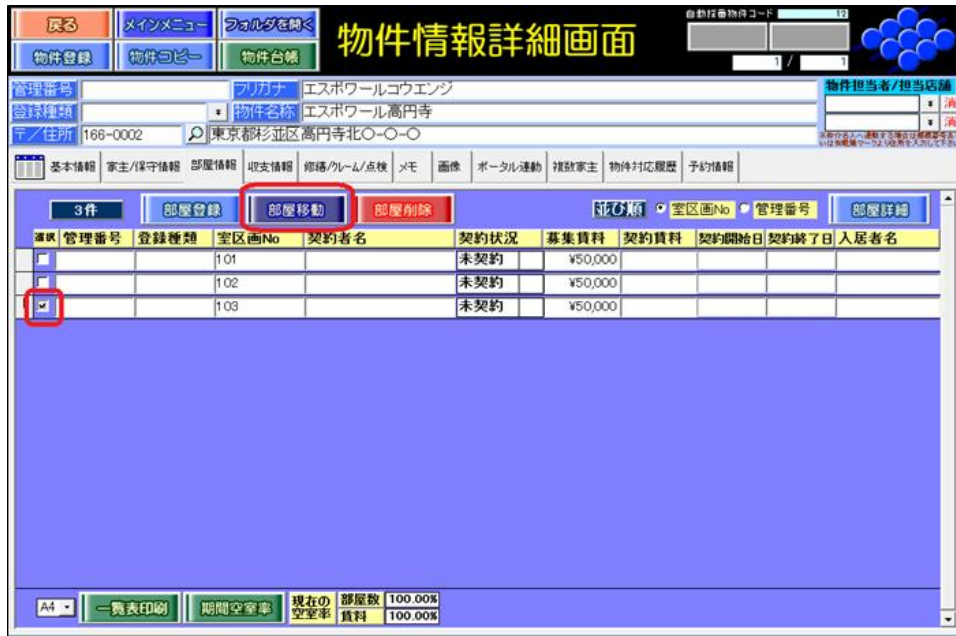 戻る メインメニュー フォルダを開く 物件情報詳細画面 自動採番物件コード 12
物件登録 物件コピー 物件台帳 1 / 1
管理番号 フリガナ エスポワールコウエンジ 物件担当者/担当店舗
登録種類 物件名称 エスポワール高円寺 消
〒/住所 166-0002 東京都杉並区高円寺北〇-〇-〇 消
基本情報 家主/保守情報 部屋情報 収支情報 修繕/クレーム/点検 メモ 画像 ポータル連動 複数家主 物件対応履歴 予約情報
3件 部屋登録 部屋移動 部屋削除 並び順 室区画No 管理番号 部屋詳細
選択 管理番号 登録種類 室区画No 契約者名 契約状況 募集賃料 契約賃料 契約開始日 契約終了日 入居者名
101 未契約 ¥50,000
102 未契約 ¥50,000
103 未契約 ¥50,000
A4 一覧表印刷 期間空室率 現在の空室率 部屋数 100.00%
賃料 100.00%